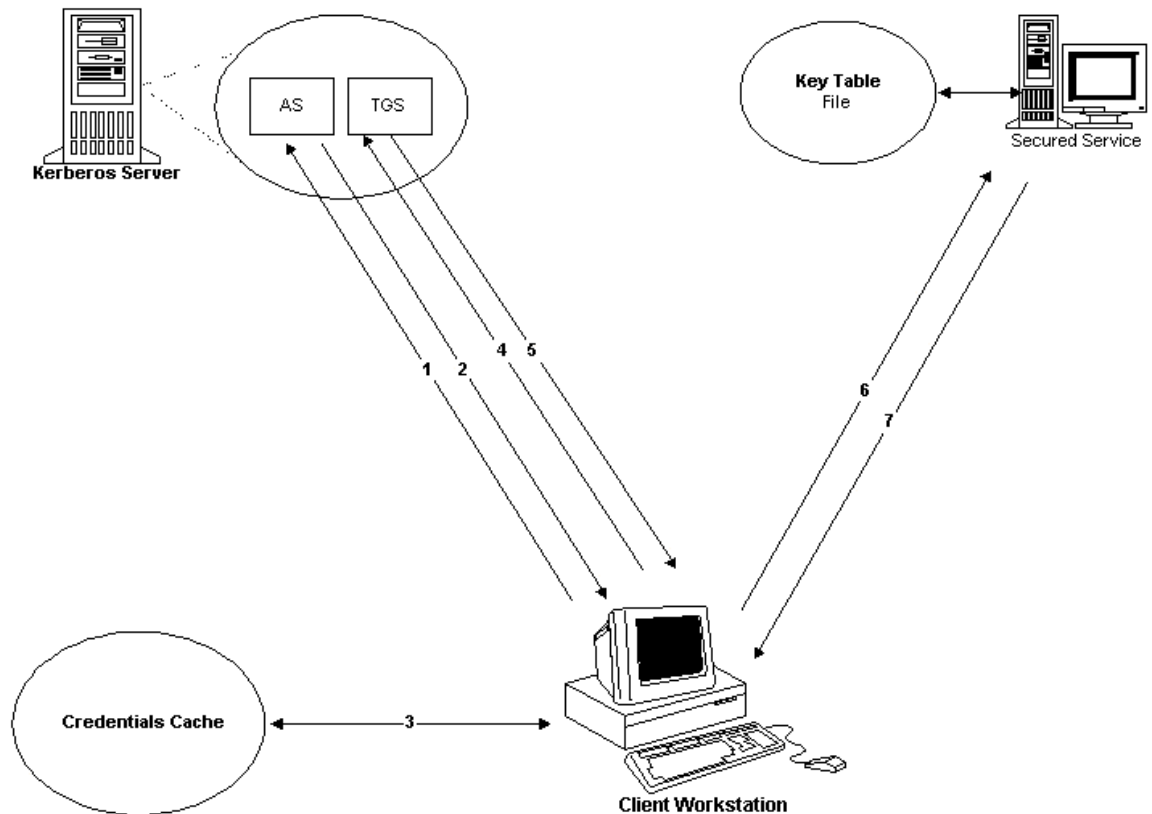 AS
TGS
Kerberos Server
Key Table
File
Secured Service
1
2
4
5
6
7
Credentials Cache
3
Client Workstation